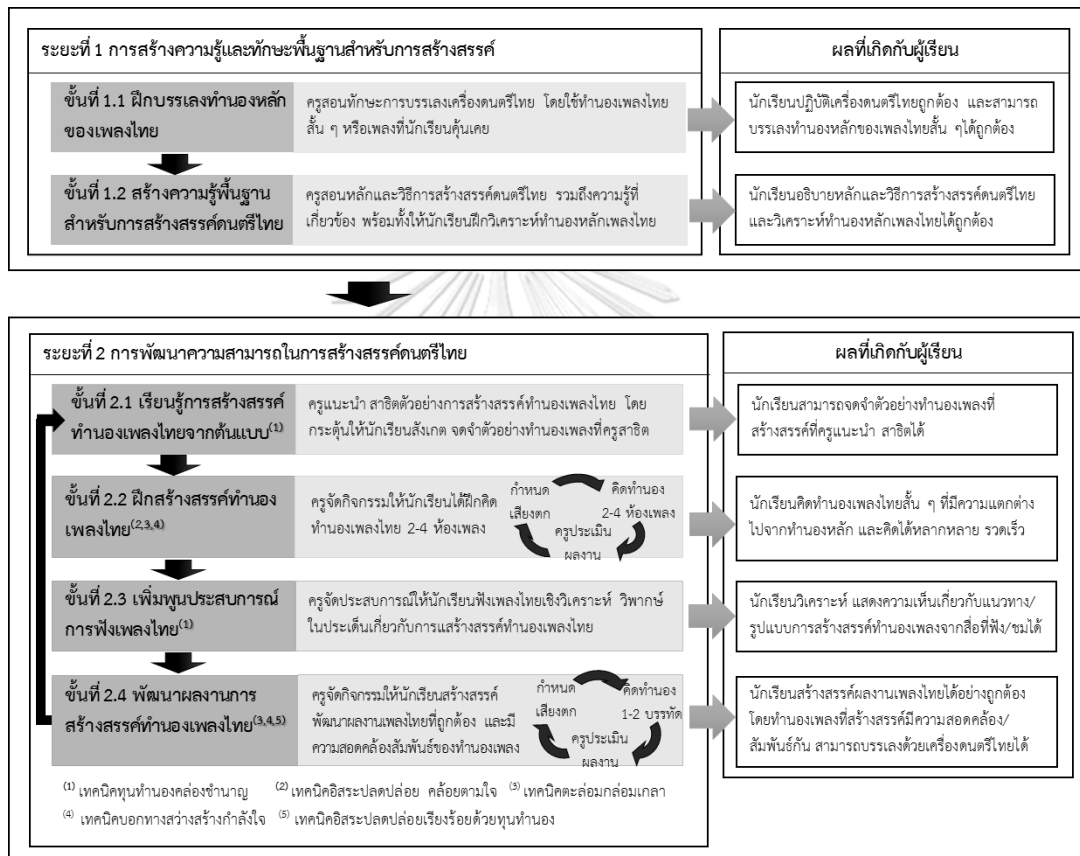 ระยะที่ 1 การสร้างความรู้และทักษะพื้นฐานสำหรับการสร้างสรรค์
ผลที่เกิดกับผู้เรียน
ขั้นที่ 1.1 ฝึกบรรเลงทำนองหลัก
ของเพลงไทย
ครูสอนทักษะการบรรเลงเครื่องดนตรีไทย โดยใช้ทำนองเพลงไทย
สั้น ๆ หรือเพลงที่นักเรียนคุ้นเคย
นักเรียนปฏิบัติเครื่องดนตรีไทยถูกต้อง และสามารถ
บรรเลงทำนองหลักของเพลงไทยสั้น ๆได้ถูกต้อง
ขั้นที่ 1.2 สร้างความรู้พื้นฐาน
สำหรับการสร้างสรรค์ดนตรีไทย
ครูสอนหลักและวิธีการสร้างสรรค์ดนตรีไทย รวมถึงความรู้ที่
เกี่ยวข้อง พร้อมทั้งให้นักเรียนฝึกวิเคราะห์ทำนองหลักเพลงไทย
นักเรียนอธิบายหลักและวิธีการสร้างสรรค์ดนตรีไทย
และวิเคราะห์ทำนองหลักเพลงไทยได้ถูกต้อง
ระยะที่ 2 การพัฒนาความสามารถในการสร้างสรรค์ดนตรีไทย
ผลที่เกิดกับผู้เรียน
ขั้นที่ 2.1 เรียนรู้การสร้างสรรค์
ทำนองเพลงไทยจากต้นแบบ⁽¹⁾
ครูแนะนำ สาธิตตัวอย่างการสร้างสรรค์ทำนองเพลงไทย โดย
กระตุ้นให้นักเรียนสังเกต จดจำตัวอย่างทำนองเพลงที่ครูสาธิต
นักเรียนสามารถจดจำตัวอย่างทำนองเพลงที่
สร้างสรรค์ที่ครูแนะนำ สาธิตได้
ขั้นที่ 2.2 ฝึกสร้างสรรค์ทำนอง
เพลงไทย⁽²,³,⁴⁾
ครูจัดกิจกรรมให้นักเรียนได้ฝึกคิด
ทำนองเพลงไทย 2-4 ห้องเพลง
กำหนด
เสียงตก
คิดทำนอง
2-4 ห้องเพลง
ครูประเมิน
ผลงาน
นักเรียนคิดทำนองเพลงไทยสั้น ๆ ที่มีความแตกต่าง
ไปจากทำนองหลัก และคิดได้หลากหลาย รวดเร็ว
ขั้นที่ 2.3 เพิ่มพูนประสบการณ์
การฟังเพลงไทย⁽¹⁾
ครูจัดประสบการณ์ให้นักเรียนฟังเพลงไทยเชิงวิเคราะห์ วิพากษ์
ในประเด็นเกี่ยวกับการแสร้างสรรค์ทำนองเพลงไทย
นักเรียนวิเคราะห์ แสดงความเห็นเกี่ยวกับแนวทาง/
รูปแบบการสร้างสรรค์ทำนองเพลงจากสื่อที่ฟัง/ชมได้
ขั้นที่ 2.4 พัฒนาผลงานการ
สร้างสรรค์ทำนองเพลงไทย⁽³,⁴,⁵⁾
ครูจัดกิจกรรมให้นักเรียนสร้างสรรค์
พัฒนาผลงานเพลงไทยที่ถูกต้อง และมี
ความสอดคล้องสัมพันธ์ของทำนองเพลง
กำหนด
เสียงตก
คิดทำนอง
1-2 บรรทัด
ครูประเมิน
ผลงาน
นักเรียนสร้างสรรค์ผลงานเพลงไทยได้อย่างถูกต้อง
โดยทำนองเพลงที่สร้างสรรค์มีความสอดคล้อง/
สัมพันธ์กัน สามารถบรรเลงด้วยเครื่องดนตรีไทยได้
⁽¹⁾ เทคนิคทุนทำนองคล่องชำนาญ ⁽²⁾ เทคนิคอิสระปลดปล่อย คล้อยตามใจ ⁽³⁾ เทคนิคตะล่อมกล่อมเกลา
⁽⁴⁾ เทคนิคบอกทางสว่างสร้างกำลังใจ ⁽⁵⁾ เทคนิคอิสระปลดปล่อยเรียงร้อยด้วยทุนทำนอง